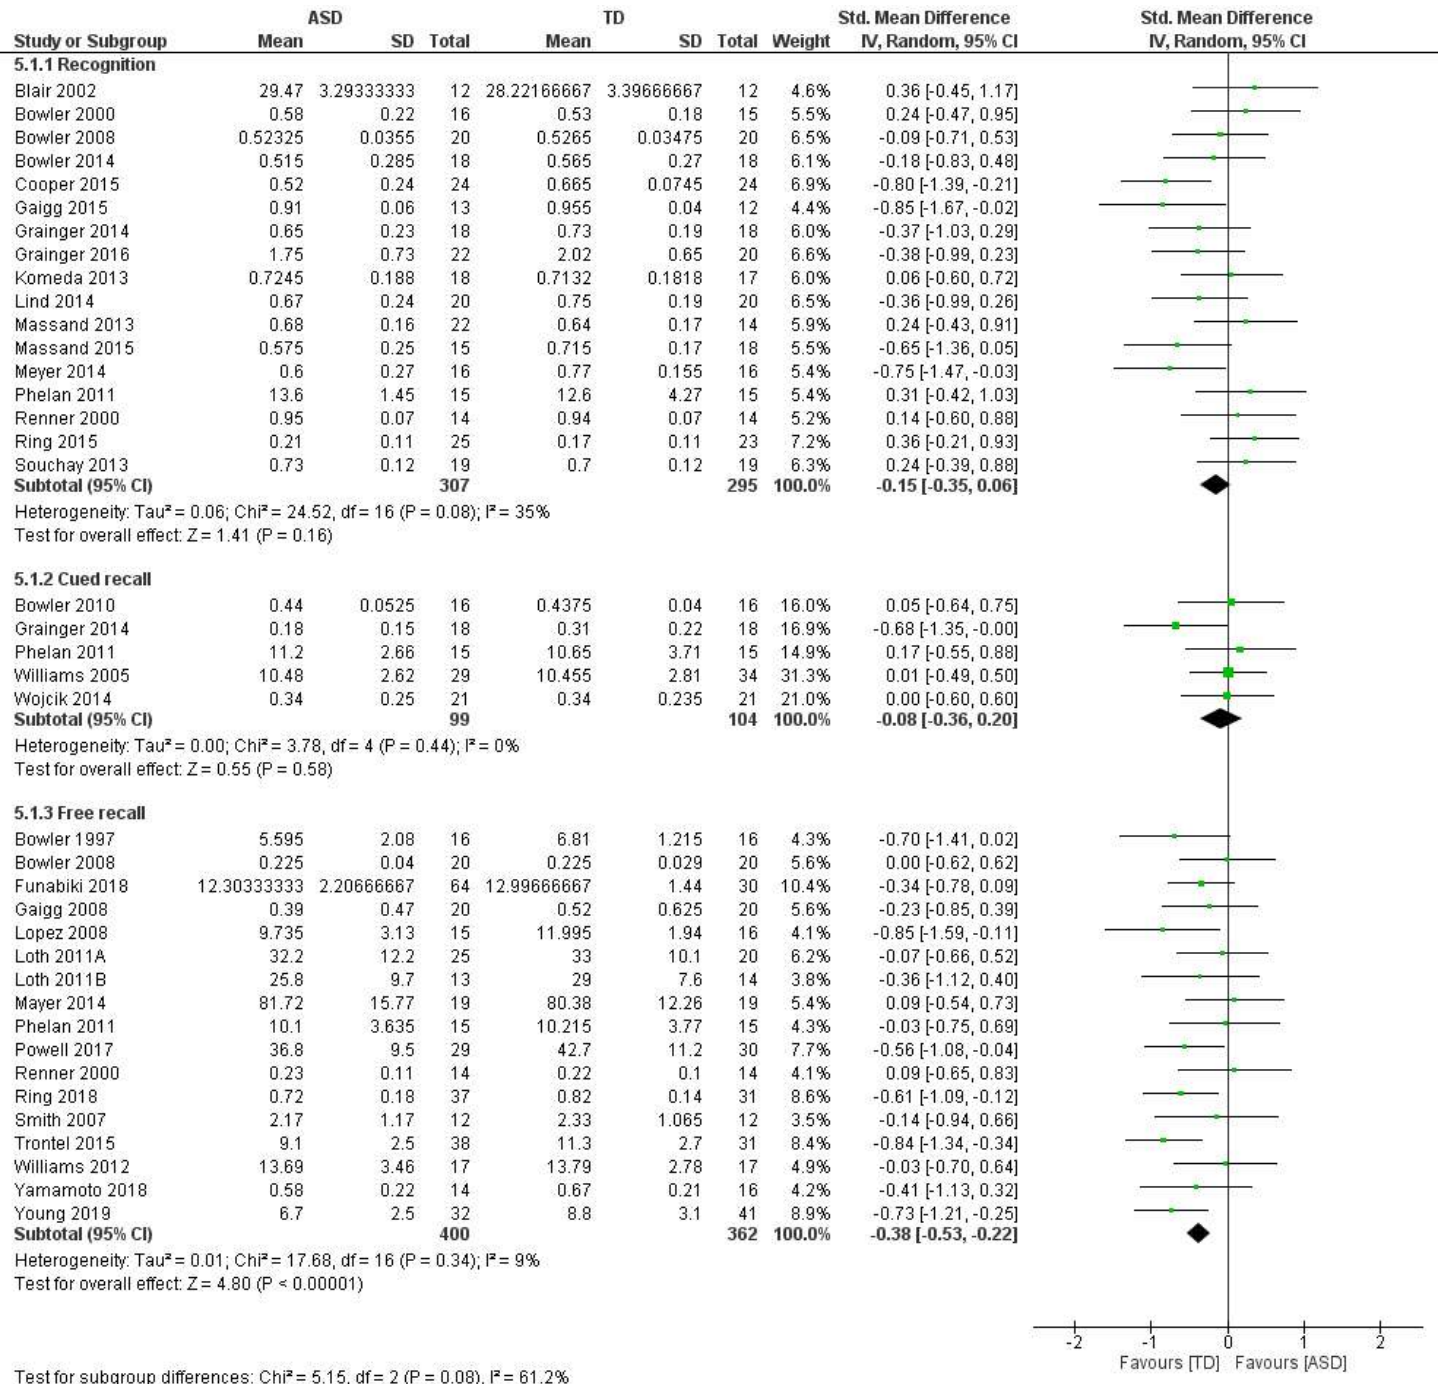 ASD TD Std. Mean Difference Std. Mean Difference
Study or Subgroup Mean SD Total Mean SD Total Weight IV, Random, 95% CI IV, Random, 95% CI
5.1.1 Recognition
Blair 2002 29.47 3.29333333 12 28.22166667 3.39666667 12 4.6% 0.36 [-0.45, 1.17]
Bowler 2000 0.58 0.22 16 0.53 0.18 15 5.5% 0.24 [-0.47, 0.95]
Bowler 2008 0.52325 0.0355 20 0.5265 0.03475 20 6.5% -0.09 [-0.71, 0.53]
Bowler 2014 0.515 0.285 18 0.565 0.27 18 6.1% -0.18 [-0.83, 0.48]
Cooper 2015 0.52 0.24 24 0.665 0.0745 24 6.9% -0.80 [-1.39, -0.21]
Gaigg 2015 0.91 0.06 13 0.955 0.04 12 4.4% -0.85 [-1.67, -0.02]
Grainger 2014 0.65 0.23 18 0.73 0.19 18 6.0% -0.37 [-1.03, 0.29]
Grainger 2016 1.75 0.73 22 2.02 0.65 20 6.6% -0.38 [-0.99, 0.23]
Komeda 2013 0.7245 0.188 18 0.7132 0.1818 17 6.0% 0.06 [-0.60, 0.72]
Lind 2014 0.67 0.24 20 0.75 0.19 20 6.5% -0.36 [-0.99, 0.26]
Massand 2013 0.68 0.16 22 0.64 0.17 14 5.9% 0.24 [-0.43, 0.91]
Massand 2015 0.575 0.25 15 0.715 0.17 18 5.5% -0.65 [-1.36, 0.05]
Meyer 2014 0.6 0.27 16 0.77 0.155 16 5.4% -0.75 [-1.47, -0.03]
Phelan 2011 13.6 1.45 15 12.6 4.27 15 5.4% 0.31 [-0.42, 1.03]
Renner 2000 0.95 0.07 14 0.94 0.07 14 5.2% 0.14 [-0.60, 0.88]
Ring 2015 0.21 0.11 25 0.17 0.11 23 7.2% 0.36 [-0.21, 0.93]
Souchay 2013 0.73 0.12 19 0.7 0.12 19 6.3% 0.24 [-0.39, 0.88]
Subtotal (95% CI) 307 295 100.0% -0.15 [-0.35, 0.06]
Heterogeneity: Tau² = 0.06; Chi² = 24.52, df = 16 (P = 0.08); I² = 35%
Test for overall effect: Z = 1.41 (P = 0.16)
5.1.2 Cued recall
Bowler 2010 0.44 0.0525 16 0.4375 0.04 16 16.0% 0.05 [-0.64, 0.75]
Grainger 2014 0.18 0.15 18 0.31 0.22 18 16.9% -0.68 [-1.35, -0.00]
Phelan 2011 11.2 2.66 15 10.65 3.71 15 14.9% 0.17 [-0.55, 0.88]
Williams 2005 10.48 2.62 29 10.455 2.81 34 31.3% 0.01 [-0.49, 0.50]
Wojcik 2014 0.34 0.25 21 0.34 0.235 21 21.0% 0.00 [-0.60, 0.60]
Subtotal (95% CI) 99 104 100.0% -0.08 [-0.36, 0.20]
Heterogeneity: Tau² = 0.00; Chi² = 3.78, df = 4 (P = 0.44); I² = 0%
Test for overall effect: Z = 0.55 (P = 0.58)
5.1.3 Free recall
Bowler 1997 5.595 2.08 16 6.81 1.215 16 4.3% -0.70 [-1.41, 0.02]
Bowler 2008 0.225 0.04 20 0.225 0.029 20 5.6% 0.00 [-0.62, 0.62]
Funabiki 2018 12.30333333 2.20666667 64 12.99666667 1.44 30 10.4% -0.34 [-0.78, 0.09]
Gaigg 2008 0.39 0.47 20 0.52 0.625 20 5.6% -0.23 [-0.85, 0.39]
Lopez 2008 9.735 3.13 15 11.995 1.94 16 4.1% -0.85 [-1.59, -0.11]
Loth 2011A 32.2 12.2 25 33 10.1 20 6.2% -0.07 [-0.66, 0.52]
Loth 2011B 25.8 9.7 13 29 7.6 14 3.8% -0.36 [-1.12, 0.40]
Mayer 2014 81.72 15.77 19 80.38 12.26 19 5.4% 0.09 [-0.54, 0.73]
Phelan 2011 10.1 3.635 15 10.215 3.77 15 4.3% -0.03 [-0.75, 0.69]
Powell 2017 36.8 9.5 29 42.7 11.2 30 7.7% -0.56 [-1.08, -0.04]
Renner 2000 0.23 0.11 14 0.22 0.1 14 4.1% 0.09 [-0.65, 0.83]
Ring 2018 0.72 0.18 37 0.82 0.14 31 8.6% -0.61 [-1.09, -0.12]
Smith 2007 2.17 1.17 12 2.33 1.065 12 3.5% -0.14 [-0.94, 0.66]
Trontel 2015 9.1 2.5 38 11.3 2.7 31 8.4% -0.84 [-1.34, -0.34]
Williams 2012 13.69 3.46 17 13.79 2.78 17 4.9% -0.03 [-0.70, 0.64]
Yamamoto 2018 0.58 0.22 14 0.67 0.21 16 4.2% -0.41 [-1.13, 0.32]
Young 2019 6.7 2.5 32 8.8 3.1 41 8.9% -0.73 [-1.21, -0.25]
Subtotal (95% CI) 400 362 100.0% -0.38 [-0.53, -0.22]
Heterogeneity: Tau² = 0.01; Chi² = 17.68, df = 16 (P = 0.34); I² = 9%
Test for overall effect: Z = 4.80 (P < 0.00001)
-2 -1 0 1 2
Favours [TD] Favours [ASD]
Test for subgroup differences: Chi² = 5.15, df = 2 (P = 0.08), I² = 61.2%